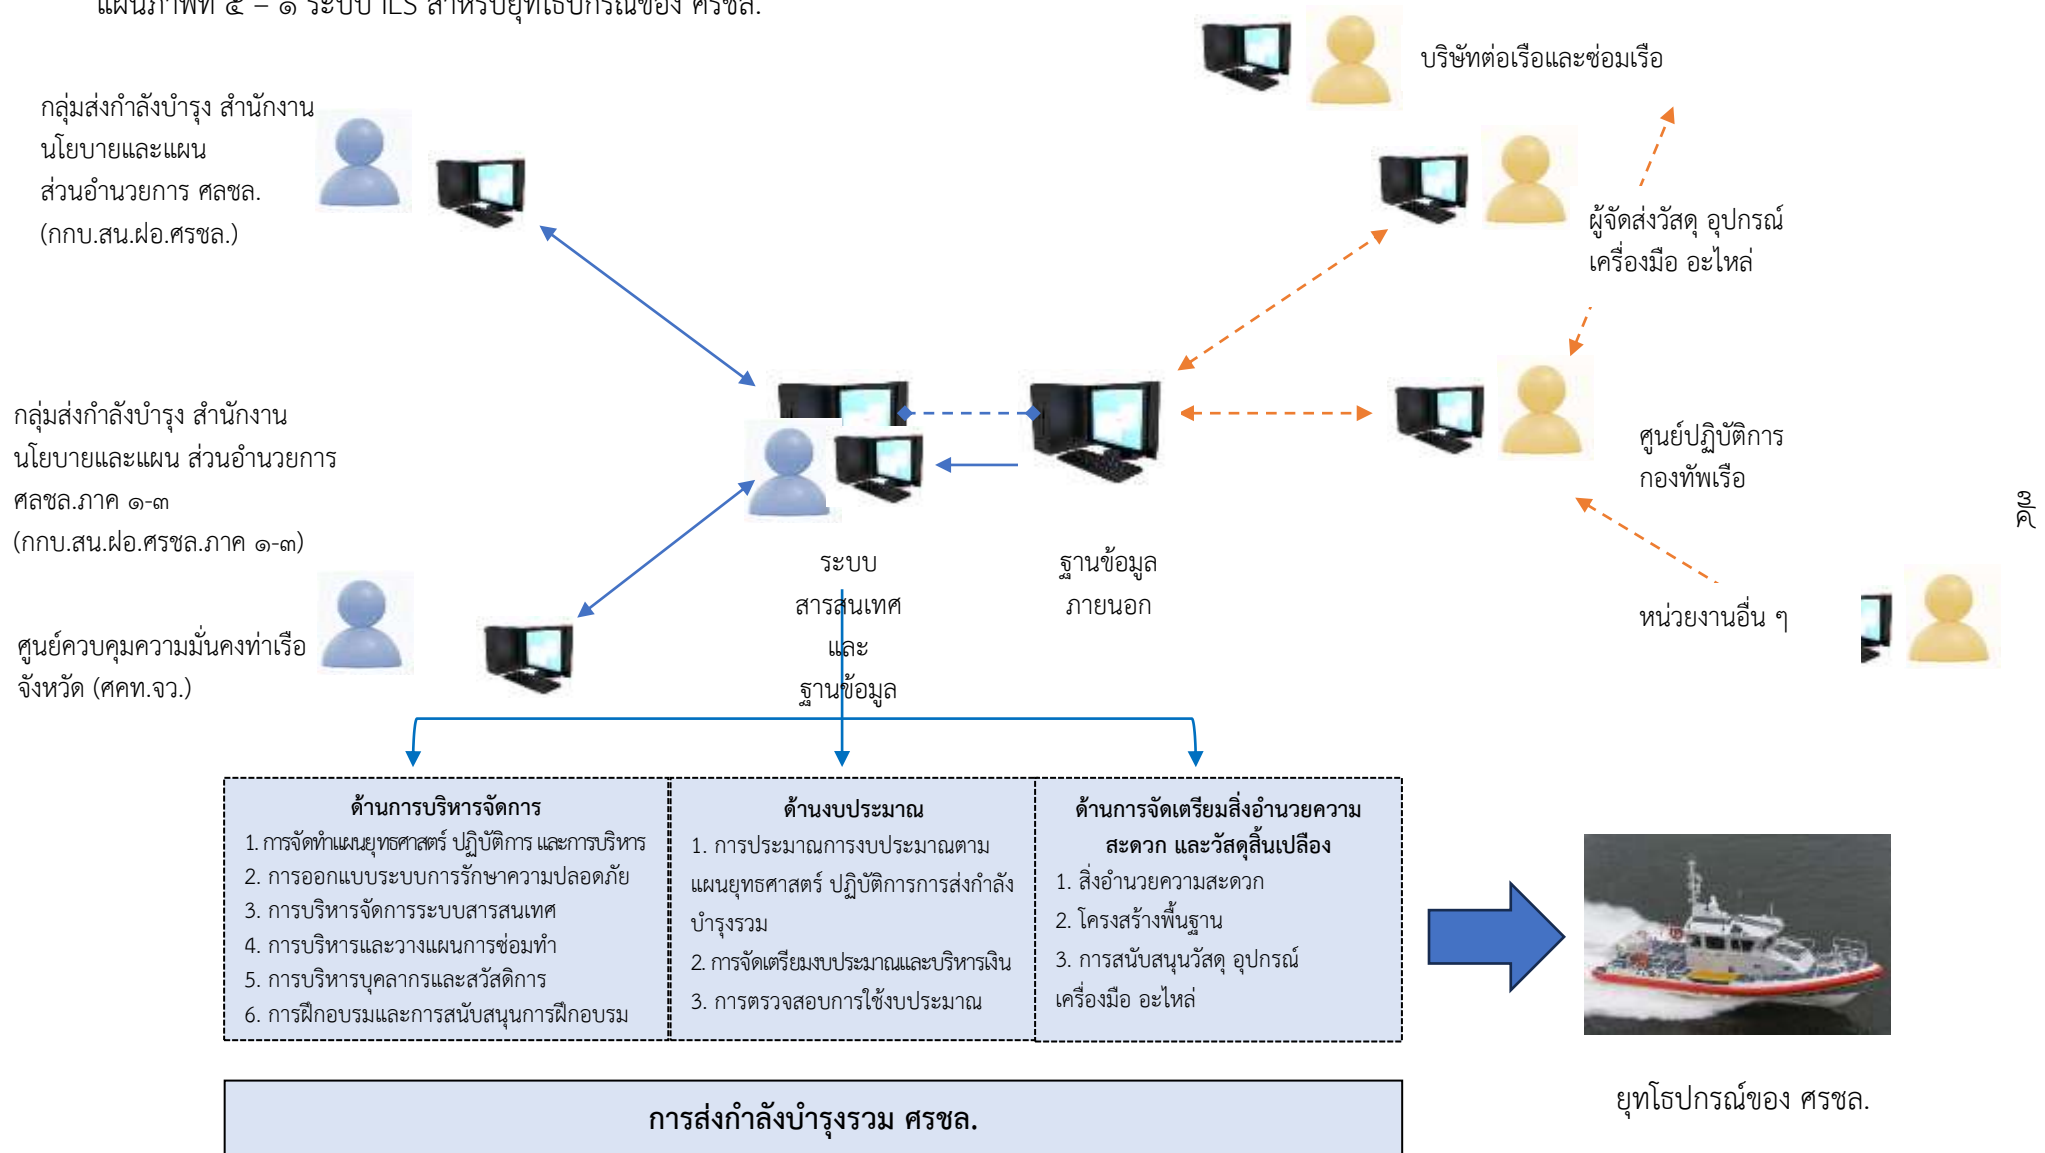 แผนภาพที่ ๕ – ๑ ระบบ ILS สำหรับยุทโธปกรณ์ของ ศรชล.
บริษัทต่อเรือและซ่อมเรือ
กลุ่มส่งกำลังบำรุง สำนักงาน
นโยบายและแผน
ส่วนอำนวยการ ศลชล.
(กกบ.สน.ฝอ.ศรชล.)
ผู้จัดส่งวัสดุ อุปกรณ์
เครื่องมือ อะไหล่
กลุ่มส่งกำลังบำรุง สำนักงาน
นโยบายและแผน ส่วนอำนวยการ
ศลชล.ภาค ๑-๓
(กกบ.สน.ฝอ.ศรชล.ภาค ๑-๓)
ศูนย์ปฏิบัติการ
กองทัพเรือ
ระบบ
สารสนเทศ
และ
ฐานข้อมูล
ฐานข้อมูล
ภายนอก
หน่วยงานอื่น ๆ
ศูนย์ควบคุมความมั่นคงท่าเรือ
จังหวัด (ศคท.จว.)
ด้านการบริหารจัดการ
1. การจัดทำแผนยุทธศาสตร์ ปฏิบัติการ และการบริหาร
2. การออกแบบระบบการรักษาความปลอดภัย
3. การบริหารจัดการระบบสารสนเทศ
4. การบริหารและวางแผนการซ่อมทำ
5. การบริหารบุคลากรและสวัสดิการ
6. การฝึกอบรมและการสนับสนุนการฝึกอบรม
ด้านงบประมาณ
1. การประมาณการงบประมาณตาม
แผนยุทธศาสตร์ ปฏิบัติการการส่งกำลัง
บำรุงรวม
2. การจัดเตรียมงบประมาณและบริหารเงิน
3. การตรวจสอบการใช้งบประมาณ
ด้านการจัดเตรียมสิ่งอำนวยความ
สะดวก และวัสดุสิ้นเปลือง
1. สิ่งอำนวยความสะดวก
2. โครงสร้างพื้นฐาน
3. การสนับสนุนวัสดุ อุปกรณ์
เครื่องมือ อะไหล่
ยุทโธปกรณ์ของ ศรชล.
การส่งกำลังบำรุงรวม ศรชล.